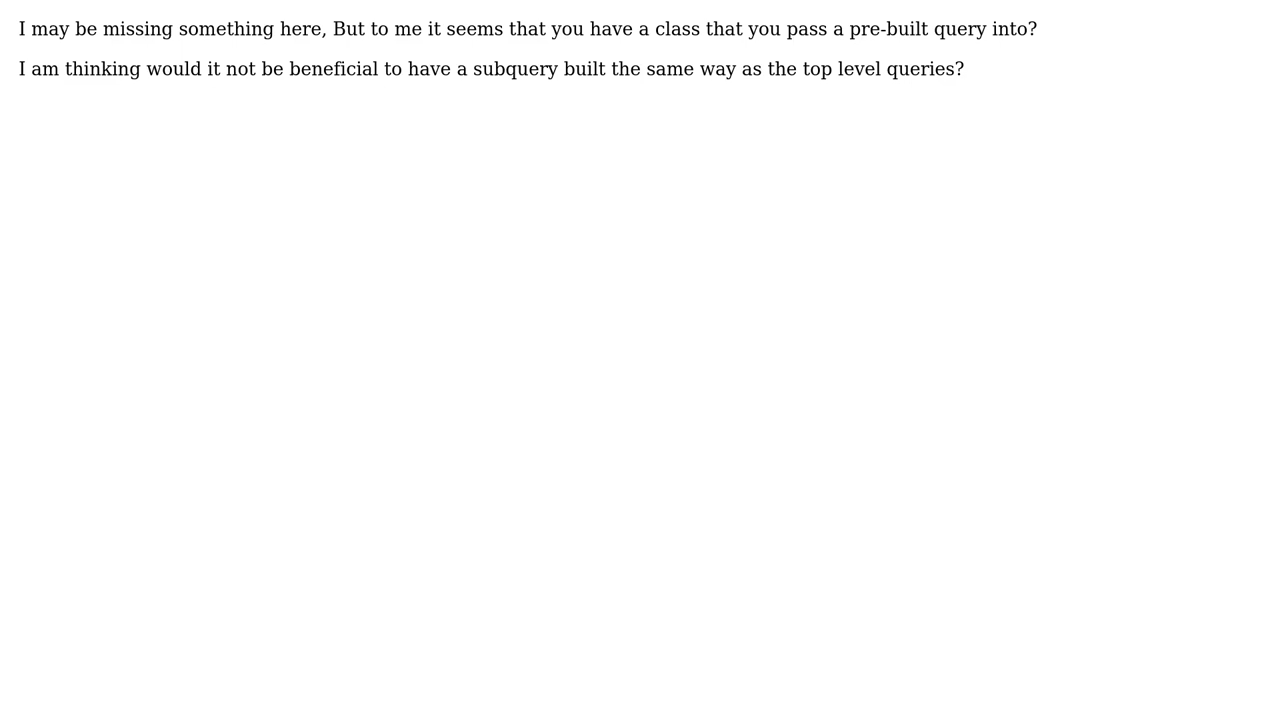 I may be missing something here, But to me it seems that you have a class that you pass a pre-built query into?
I am thinking would it not be beneficial to have a subquery built the same way as the top level queries?